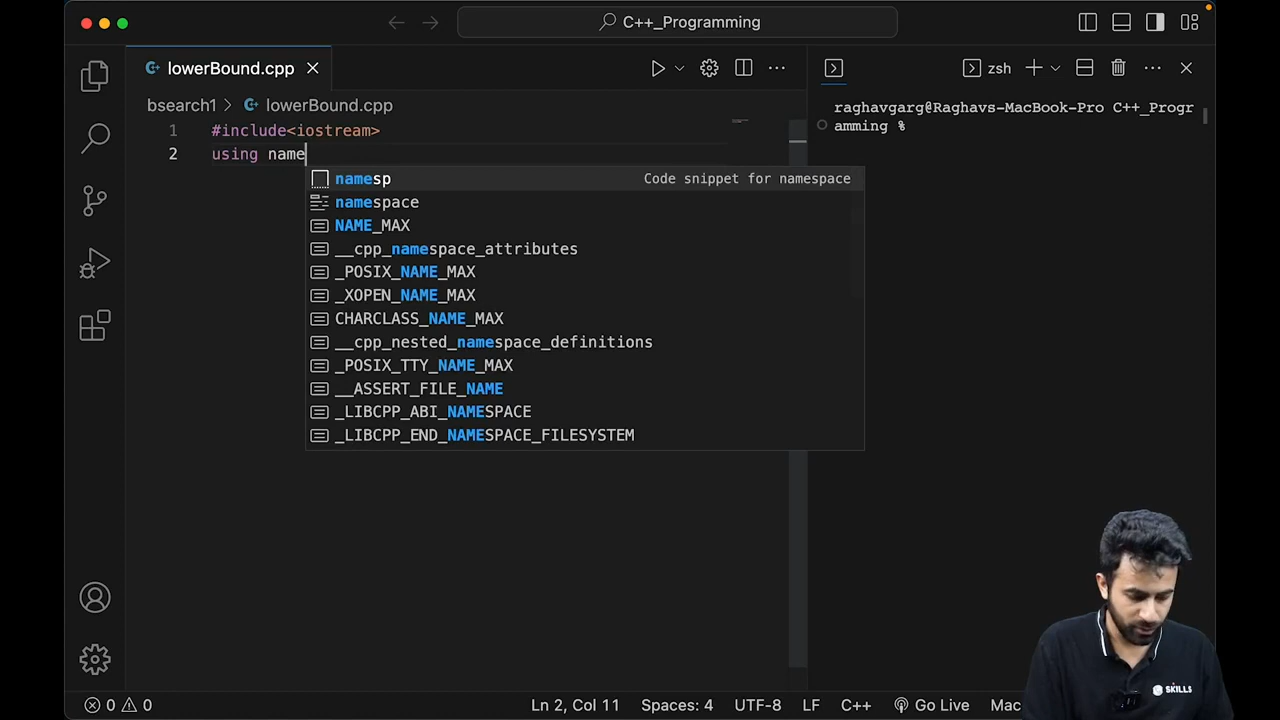 C++_Programming
lowerBound.cpp
zsh
bsearch1 > lowerBound.cpp
raghavgarg@Raghavs-MacBook-Pro C++_Progr
amming %
1 #include<iostream>
2 using name
namesp Code snippet for namespace
namespace
NAME_MAX
__cpp_namespace_attributes
_POSIX_NAME_MAX
_XOPEN_NAME_MAX
CHARCLASS_NAME_MAX
__cpp_nested_namespace_definitions
_POSIX_TTY_NAME_MAX
__ASSERT_FILE_NAME
_LIBCPP_ABI_NAMESPACE
_LIBCPP_END_NAMESPACE_FILESYSTEM
SKILLS
0 0 Ln 2, Col 11 Spaces: 4 UTF-8 LF C++ Go Live Mac